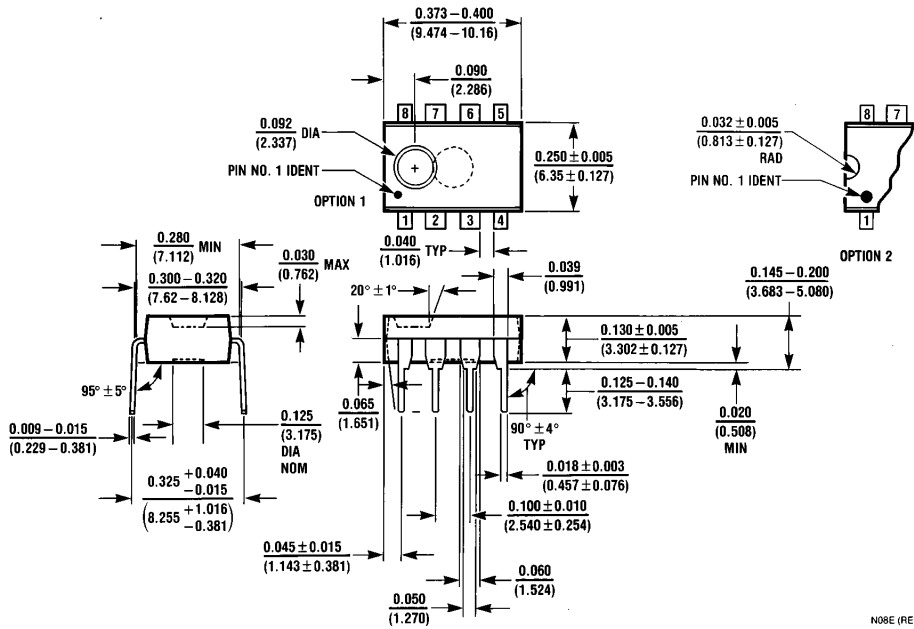 0.373 – 0.400
(9.474 – 10.16)
0.090
(2.286)
8 7 6 5
0.092 DIA
(2.337)
PIN NO. 1 IDENT
OPTION 1
0.250 ± 0.005
(6.35 ± 0.127)
1 2 3 4
0.032 ± 0.005
(0.813 ± 0.127)
RAD
PIN NO. 1 IDENT
8 7
1
OPTION 2
0.280 MIN
(7.112)
0.300 – 0.320
(7.62 – 8.128)
0.030 MAX
(0.762)
0.040 TYP
(1.016)
0.039
(0.991)
20° ± 1°
0.145 – 0.200
(3.683 – 5.080)
0.130 ± 0.005
(3.302 ± 0.127)
0.125 – 0.140
(3.175 – 3.556)
0.020
(0.508)
MIN
95° ± 5°
0.009 – 0.015
(0.229 – 0.381)
0.125
(3.175)
DIA
NOM
0.065
(1.651)
90° ± 4°
TYP
0.018 ± 0.003
(0.457 ± 0.076)
0.325 +0.040
–0.015
(8.255 +1.016
–0.381)
0.100 ± 0.010
(2.540 ± 0.254)
0.045 ± 0.015
(1.143 ± 0.381)
0.060
(1.524)
0.050
(1.270)
N08E (RE